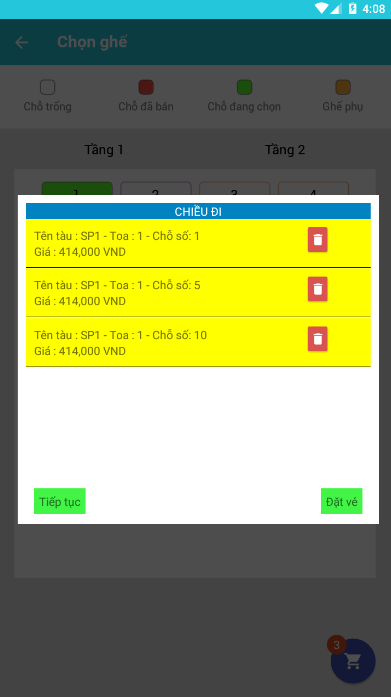 4:08
Chọn ghế
Chỗ trống
Chỗ đã bán
Chỗ đang chọn
Ghế phụ
Tầng 1
Tầng 2
1
2
3
4
CHIỀU ĐI
Tên tàu : SP1 - Toa : 1 - Chỗ số: 1
Giá : 414,000 VND
Tên tàu : SP1 - Toa : 1 - Chỗ số: 5
Giá : 414,000 VND
Tên tàu : SP1 - Toa : 1 - Chỗ số: 10
Giá : 414,000 VND
Tiếp tục
Đặt vé
3